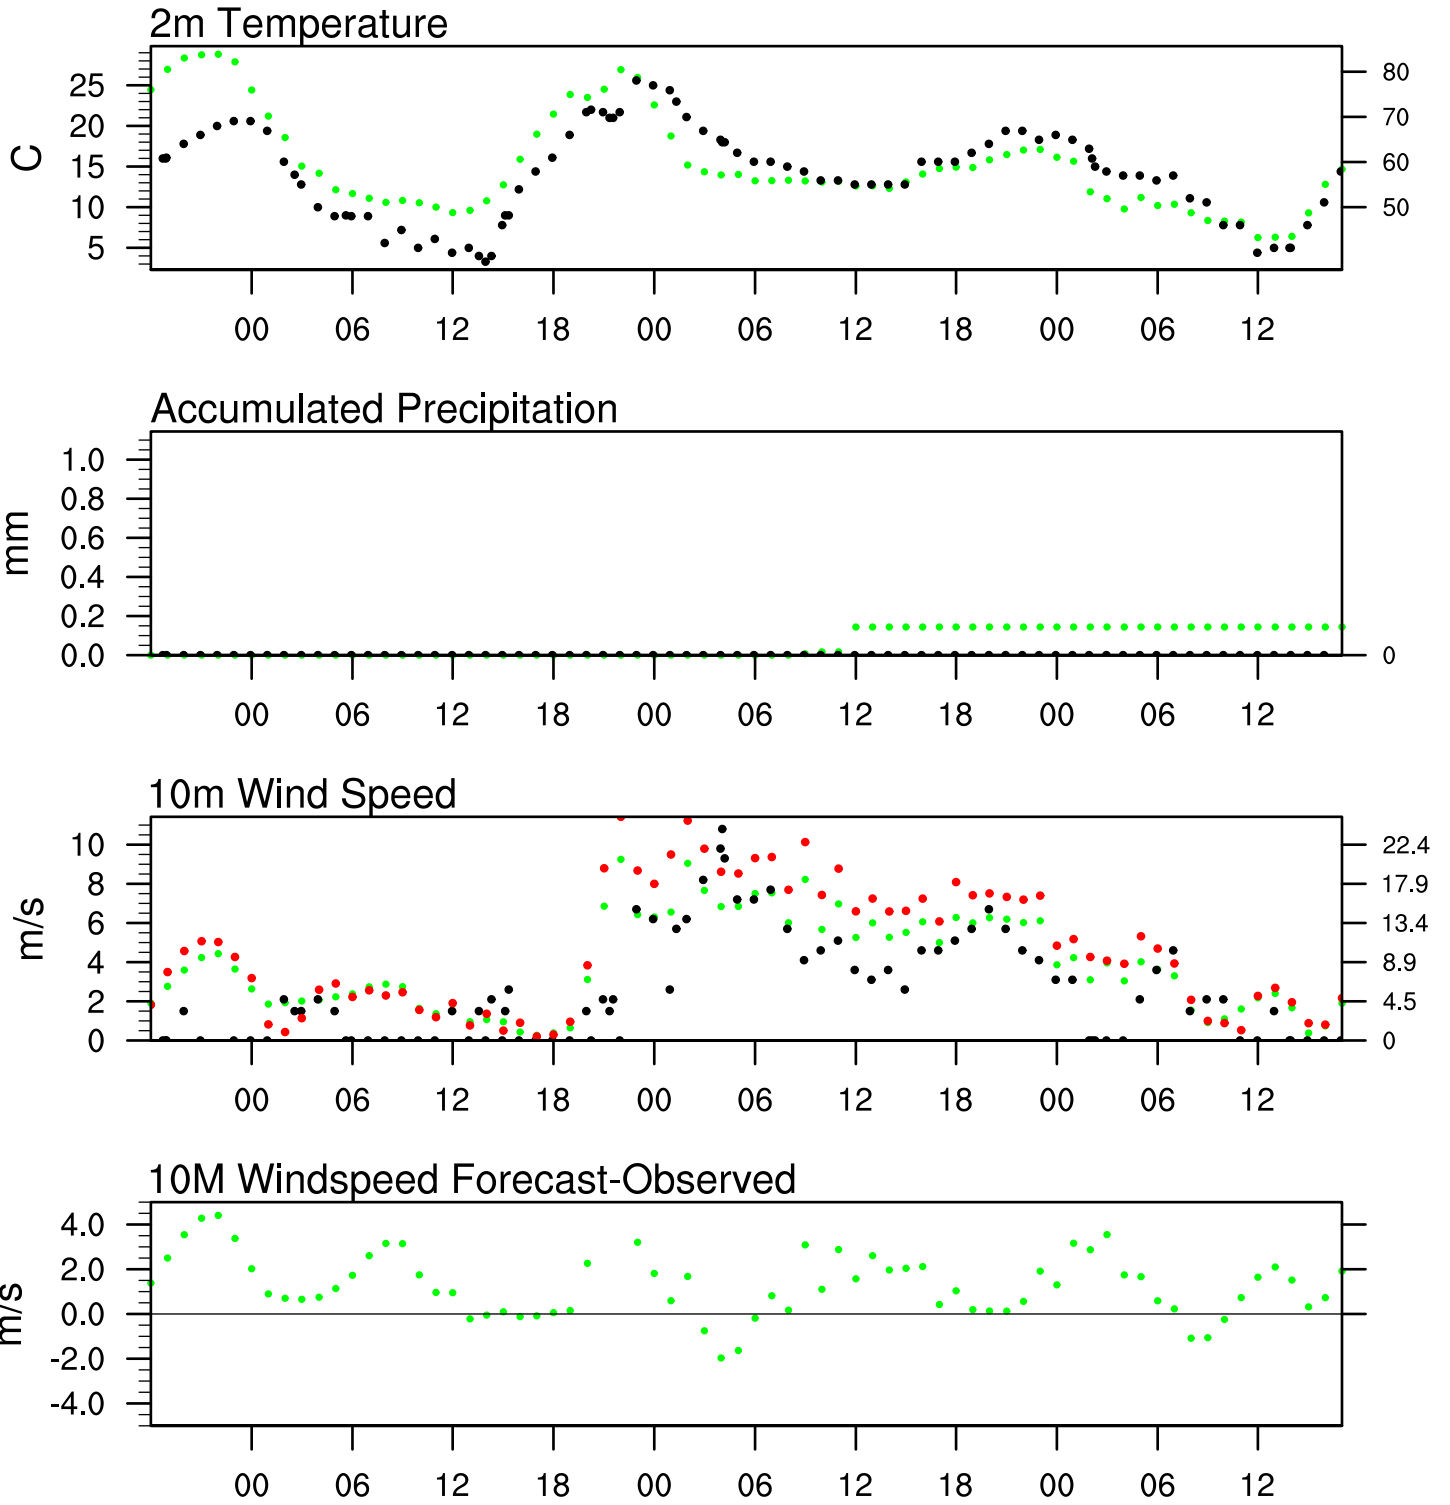 2m Temperature
C
25
20
15
10
5
80
70
60
50
00 06 12 18 00 06 12 18 00 06 12
Accumulated Precipitation
mm
1.0
0.8
0.6
0.4
0.2
0.0
0
00 06 12 18 00 06 12 18 00 06 12
10m Wind Speed
m/s
10
8
6
4
2
0
22.4
17.9
13.4
8.9
4.5
0
00 06 12 18 00 06 12 18 00 06 12
10M Windspeed Forecast-Observed
m/s
4.0
2.0
0.0
-2.0
-4.0
00 06 12 18 00 06 12 18 00 06 12